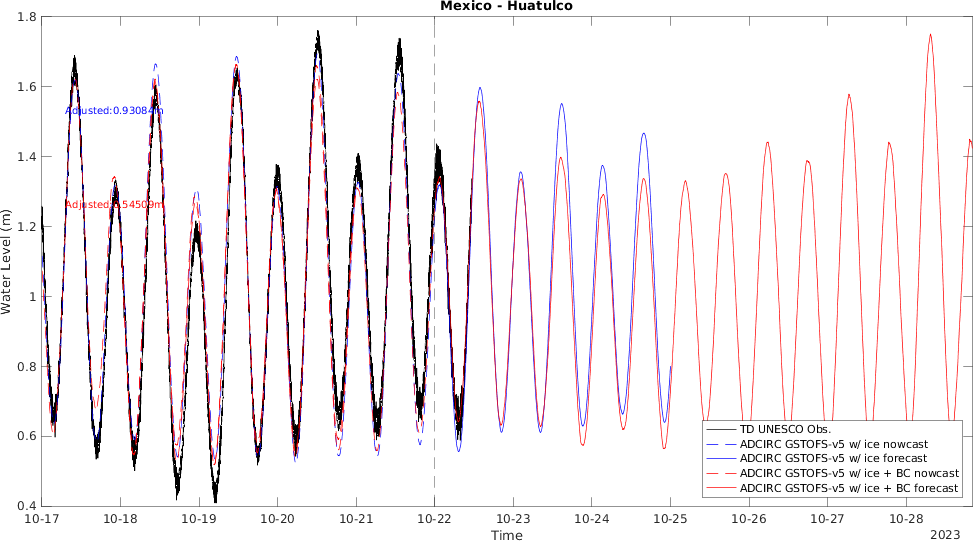 Mexico - Huatulco
Water Level (m)
1.8
1.6
1.4
1.2
1
0.8
0.6
0.4
Adjusted:0.93084m
TD UNESCO Obs.
ADCIRC GSTOFS-v5 w/ ice nowcast
ADCIRC GSTOFS-v5 w/ ice forecast
ADCIRC GSTOFS-v5 w/ ice + BC nowcast
ADCIRC GSTOFS-v5 w/ ice + BC forecast
10-17 10-18 10-19 10-20 10-21 10-22 10-23 10-24 10-25 10-26 10-27 10-28
Time
2023